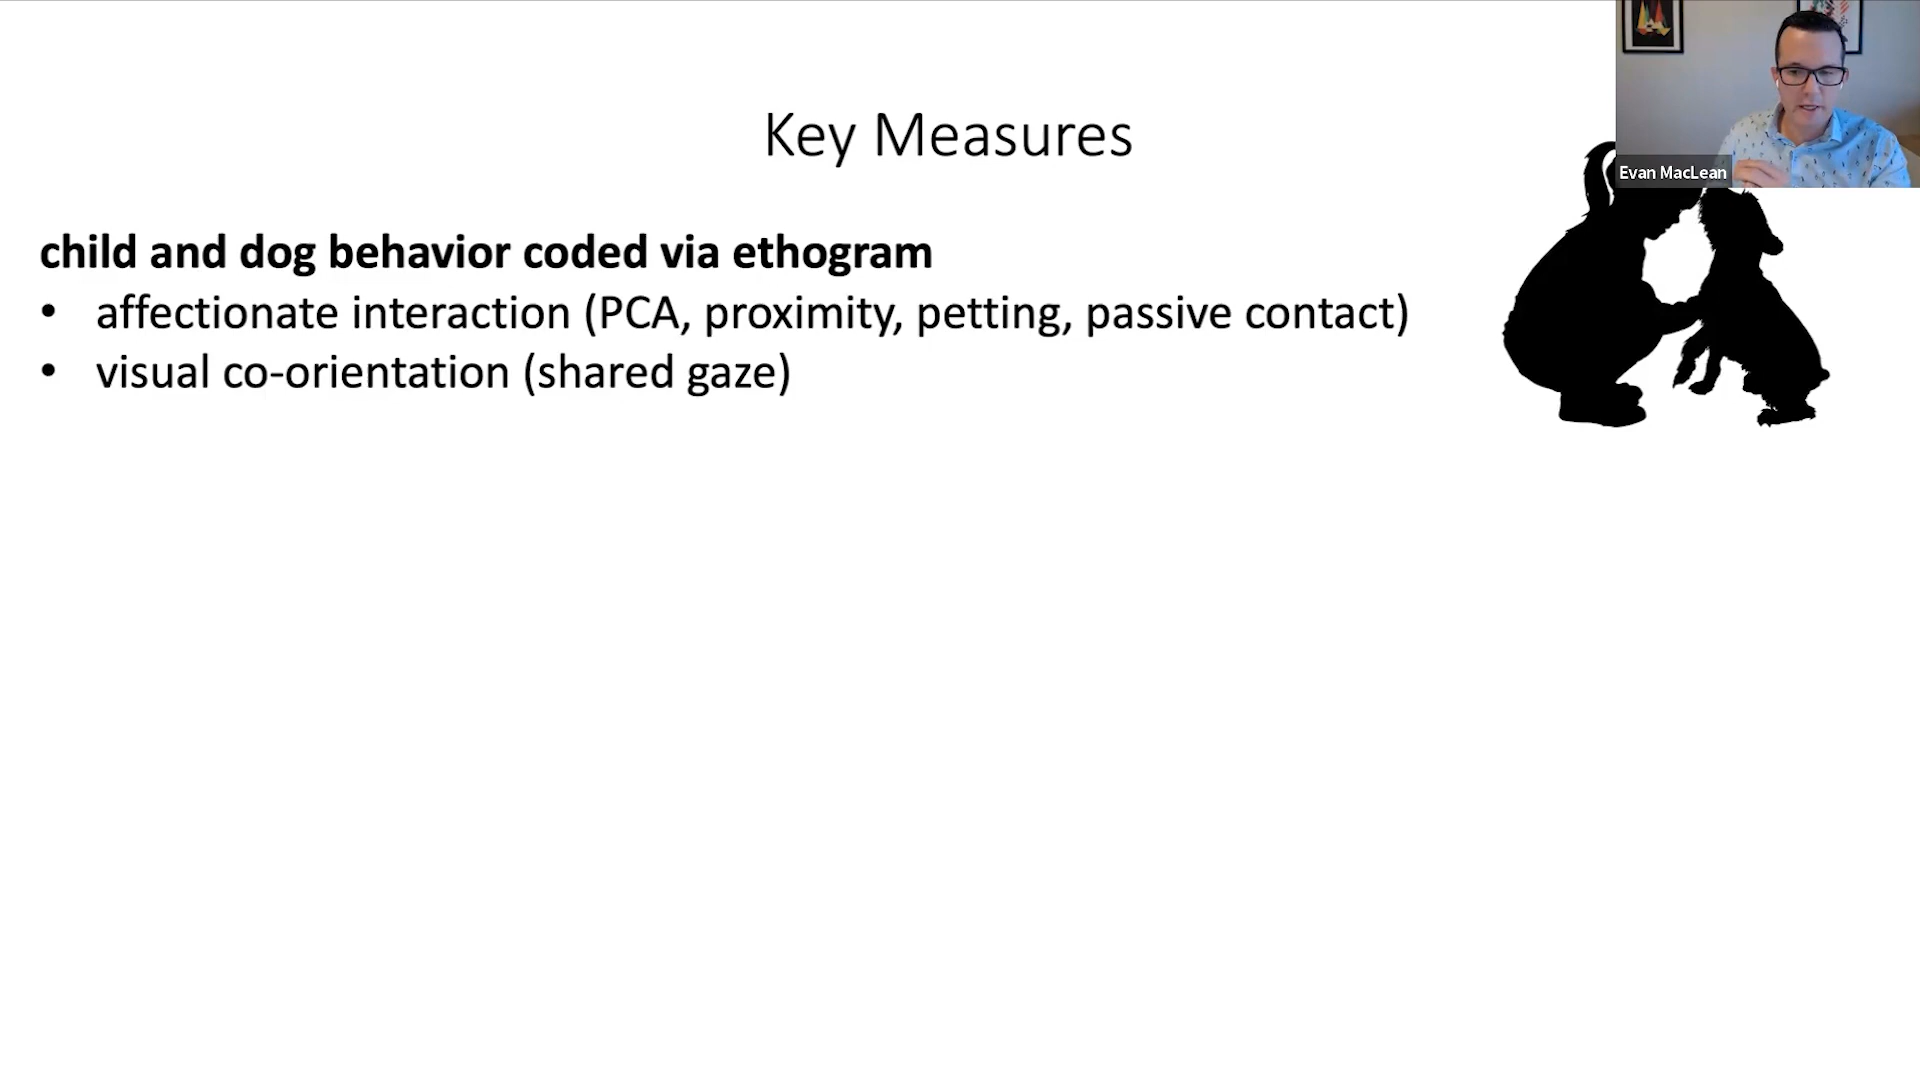 Key Measures
Evan MacLean
child and dog behavior coded via ethogram
• affectionate interaction (PCA, proximity, petting, passive contact)
• visual co-orientation (shared gaze)